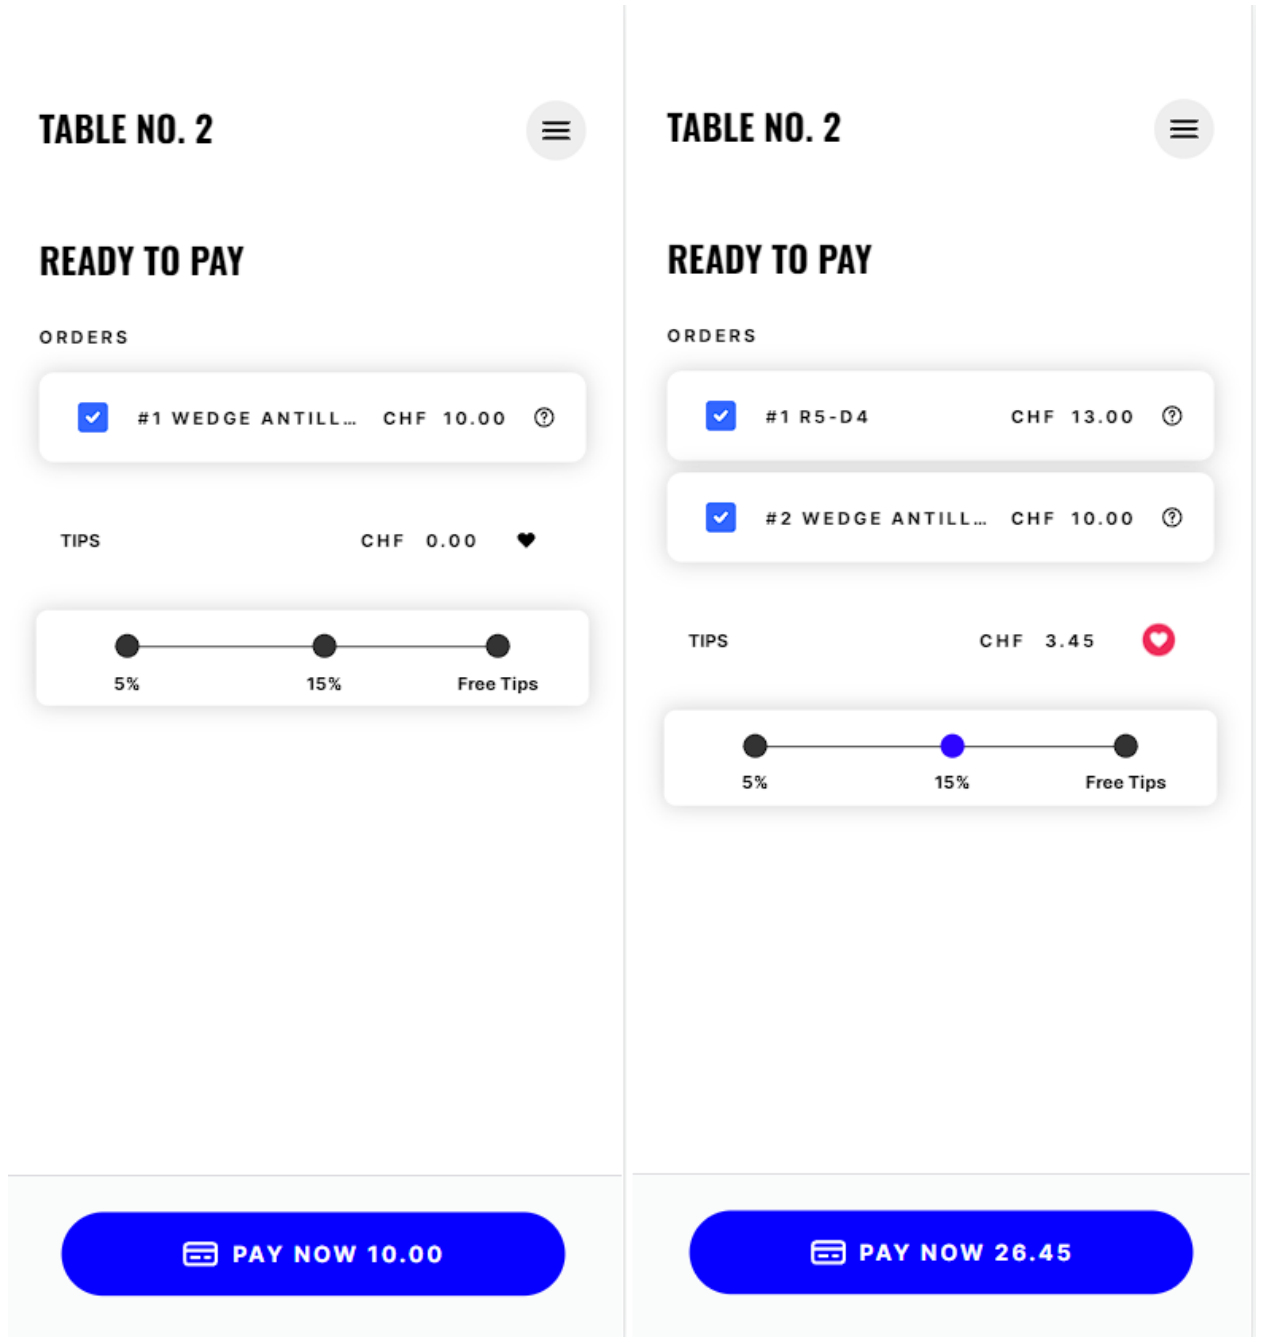 TABLE NO. 2
READY TO PAY
ORDERS
#1 WEDGE ANTILL... CHF 10.00
TIPS CHF 0.00
5% 15% Free Tips
PAY NOW 10.00
TABLE NO. 2
READY TO PAY
ORDERS
#1 R5-D4 CHF 13.00
#2 WEDGE ANTILL... CHF 10.00
TIPS CHF 3.45
5% 15% Free Tips
PAY NOW 26.45